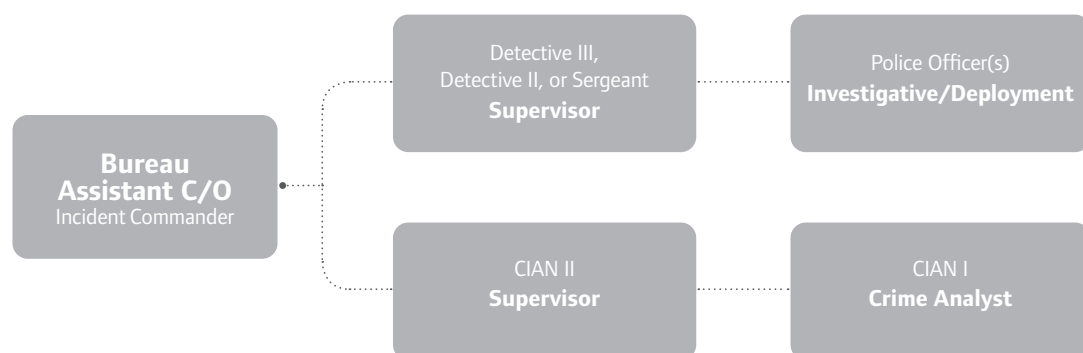 Bureau
Assistant C/O
Incident Commander
Detective III,
Detective II, or Sergeant
Supervisor
Police Officer(s)
Investigative/Deployment
CIAN II
Supervisor
CIAN I
Crime Analyst